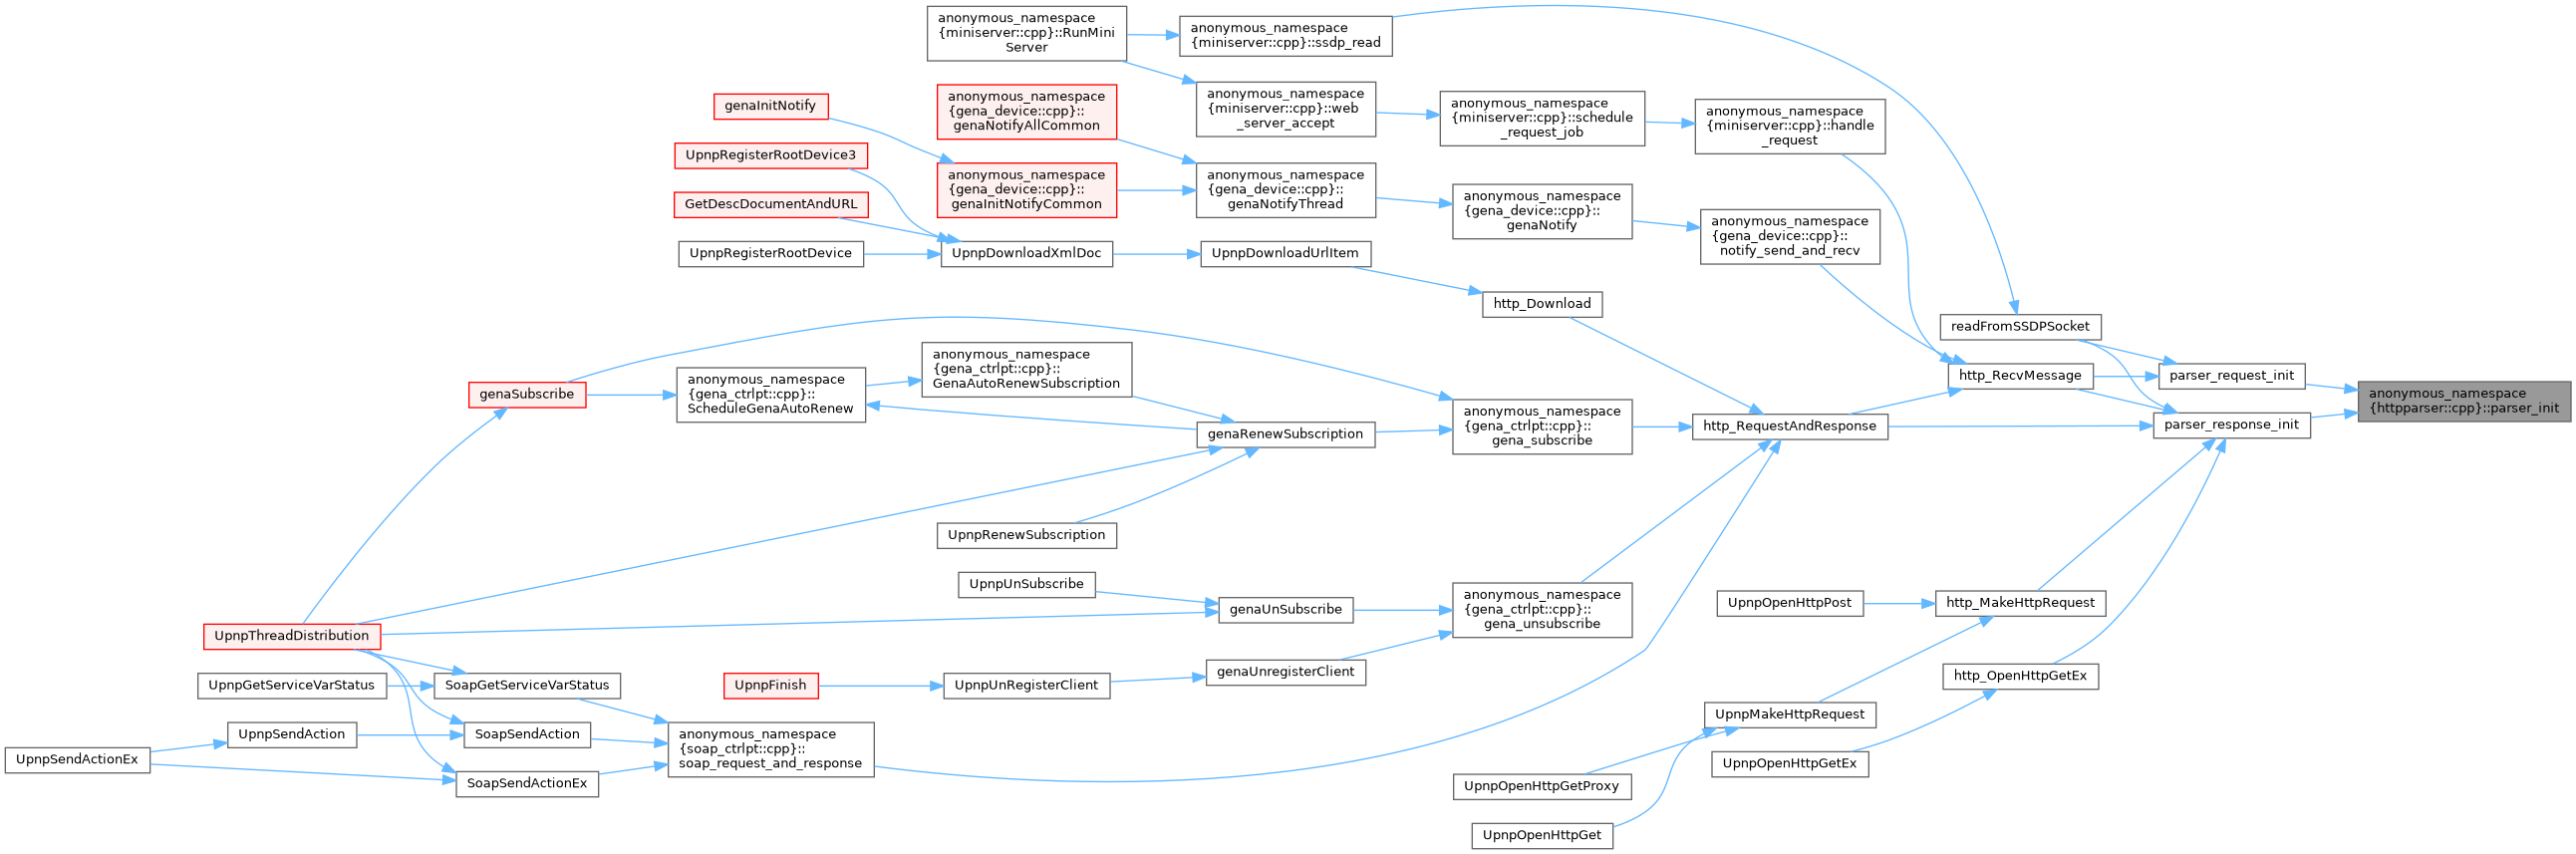 anonymous_namespace
{miniserver::cpp}::RunMini
Server
anonymous_namespace
{miniserver::cpp}::ssdp_read
anonymous_namespace
{miniserver::cpp}::web
_server_accept
anonymous_namespace
{miniserver::cpp}::schedule
_request_job
anonymous_namespace
{miniserver::cpp}::handle
_request
genaInitNotify
anonymous_namespace
{gena_device::cpp}::
genaNotifyAllCommon
UpnpRegisterRootDevice3
anonymous_namespace
{gena_device::cpp}::
genaInitNotifyCommon
anonymous_namespace
{gena_device::cpp}::
genaNotifyThread
anonymous_namespace
{gena_device::cpp}::
genaNotify
anonymous_namespace
{gena_device::cpp}::
notify_send_and_recv
GetDescDocumentAndURL
UpnpRegisterRootDevice
UpnpDownloadXmlDoc
UpnpDownloadUrlItem
http_Download
readFromSSDPSocket
genaSubscribe
anonymous_namespace
{gena_ctrlpt::cpp}::
ScheduleGenaAutoRenew
anonymous_namespace
{gena_ctrlpt::cpp}::
GenaAutoRenewSubscription
genaRenewSubscription
anonymous_namespace
{gena_ctrlpt::cpp}::
gena_subscribe
http_RequestAndResponse
http_RecvMessage
parser_request_init
parser_response_init
anonymous_namespace
{httpparser::cpp}::parser_init
UpnpRenewSubscription
UpnpUnSubscribe
genaUnSubscribe
anonymous_namespace
{gena_ctrlpt::cpp}::
gena_unsubscribe
UpnpOpenHttpPost
http_MakeHttpRequest
UpnpThreadDistribution
UpnpGetServiceVarStatus
SoapGetServiceVarStatus
UpnpFinish
UpnpUnRegisterClient
genaUnregisterClient
http_OpenHttpGetEx
UpnpMakeHttpRequest
UpnpSendActionEx
UpnpSendAction
SoapSendAction
anonymous_namespace
{soap_ctrlpt::cpp}::
soap_request_and_response
SoapSendActionEx
UpnpOpenHttpGetEx
UpnpOpenHttpGetProxy
UpnpOpenHttpGet